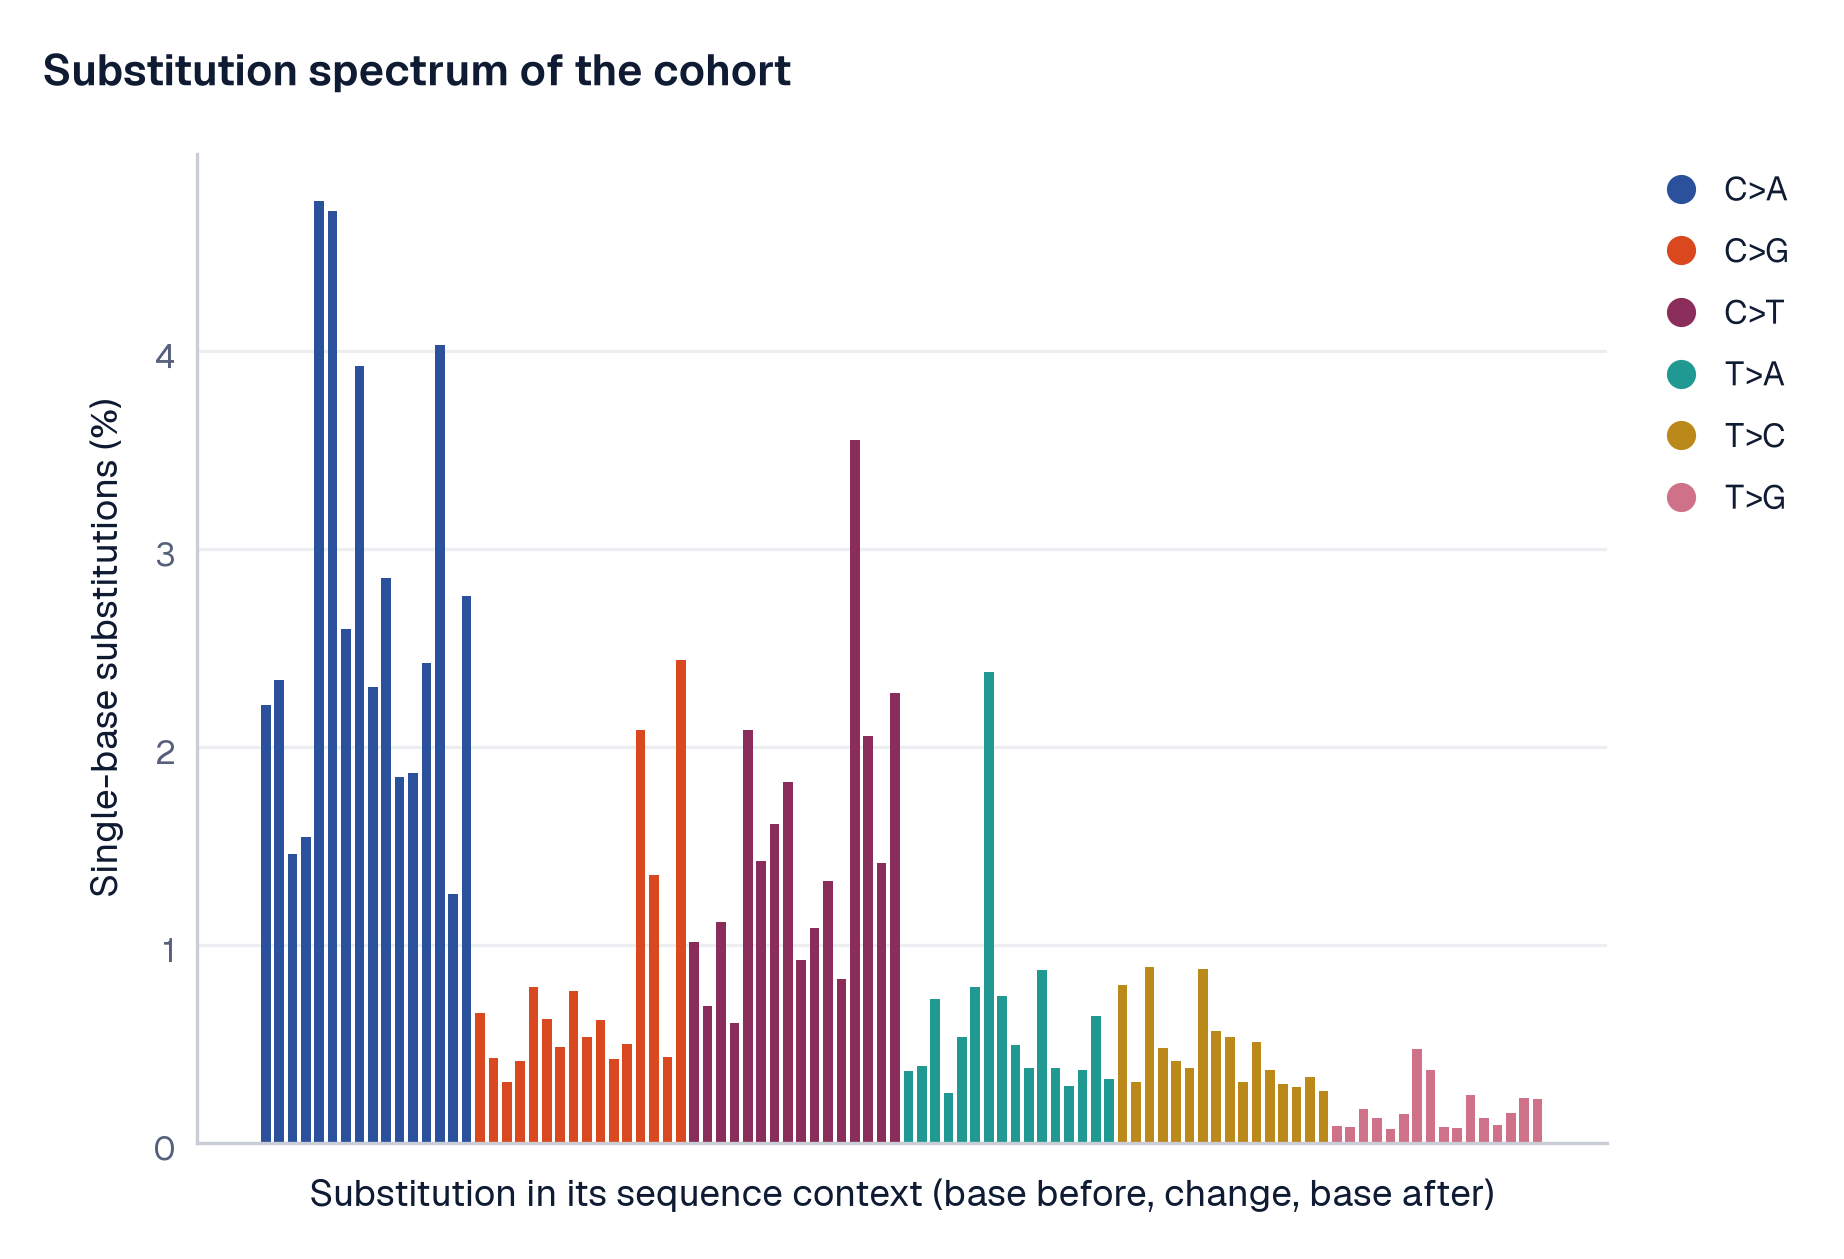 Substitution spectrum of the cohort
Single-base substitutions (%)
4
3
2
1
0
Substitution in its sequence context (base before, change, base after)
C>A
C>G
C>T
T>A
T>C
T>G